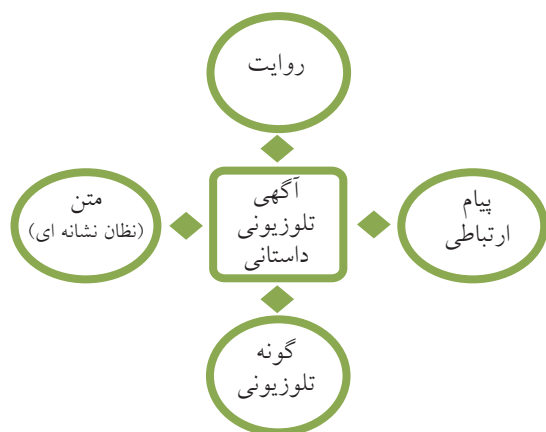 روایت
پیام
ارتباطی
آگهی
تلوزیونی
داستانی
متن
(نظان نشانه ای)
گونه
تلوزیونی